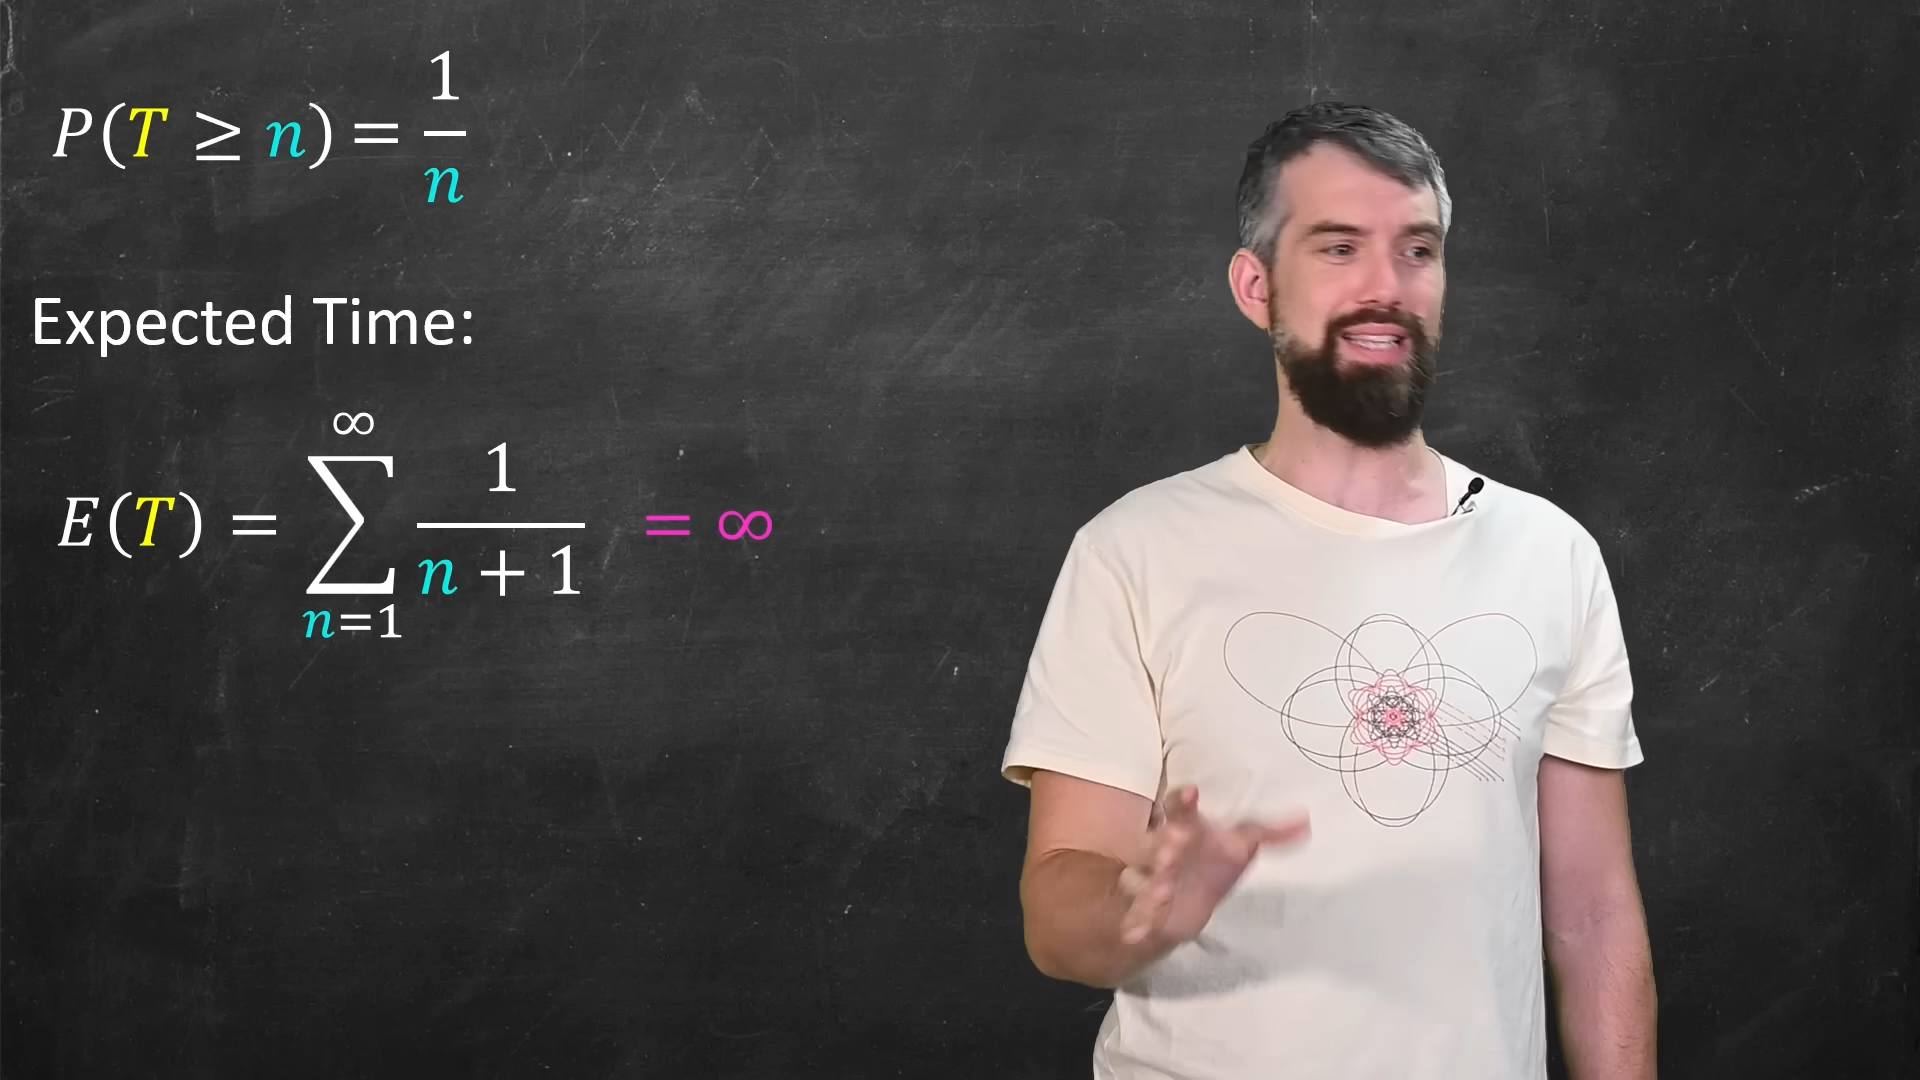 P(T ≥ n) = 1/n
Expected Time:
E(T) = ∑_{n=1}^{∞} 1/(n + 1) = ∞